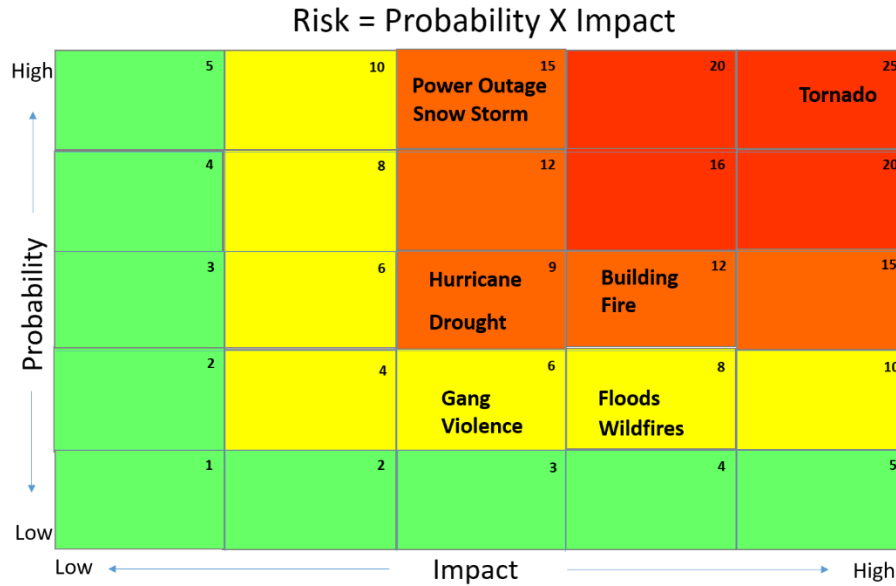 Risk = Probability X Impact
High
5
10
15
20
25
Power Outage
Snow Storm
Tornado
4
8
12
16
20
Probability
3
6
9
12
15
Hurricane
Drought
Building
Fire
2
4
6
8
10
Gang
Violence
Floods
Wildfires
1
2
3
4
5
Low
Low
Impact
High